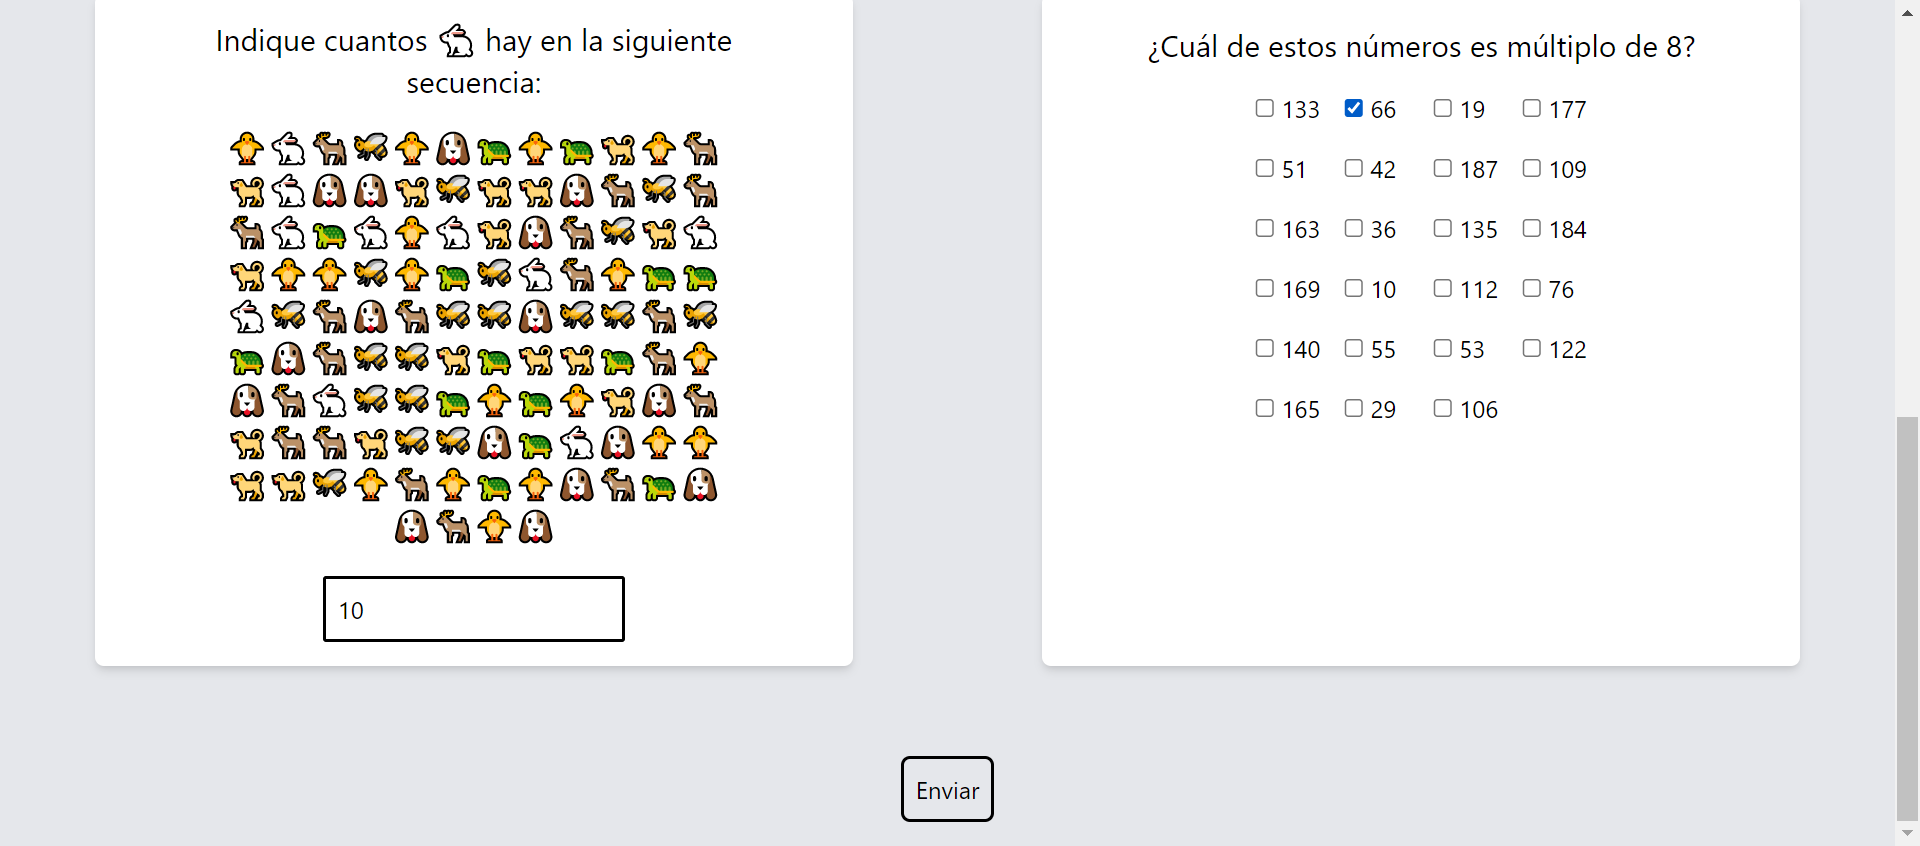 Indique cuantos 🐇 hay en la siguiente
secuencia:
10
¿Cuál de estos números es múltiplo de 8?
133 66 19 177
51 42 187 109
163 36 135 184
169 10 112 76
140 55 53 122
165 29 106
Enviar